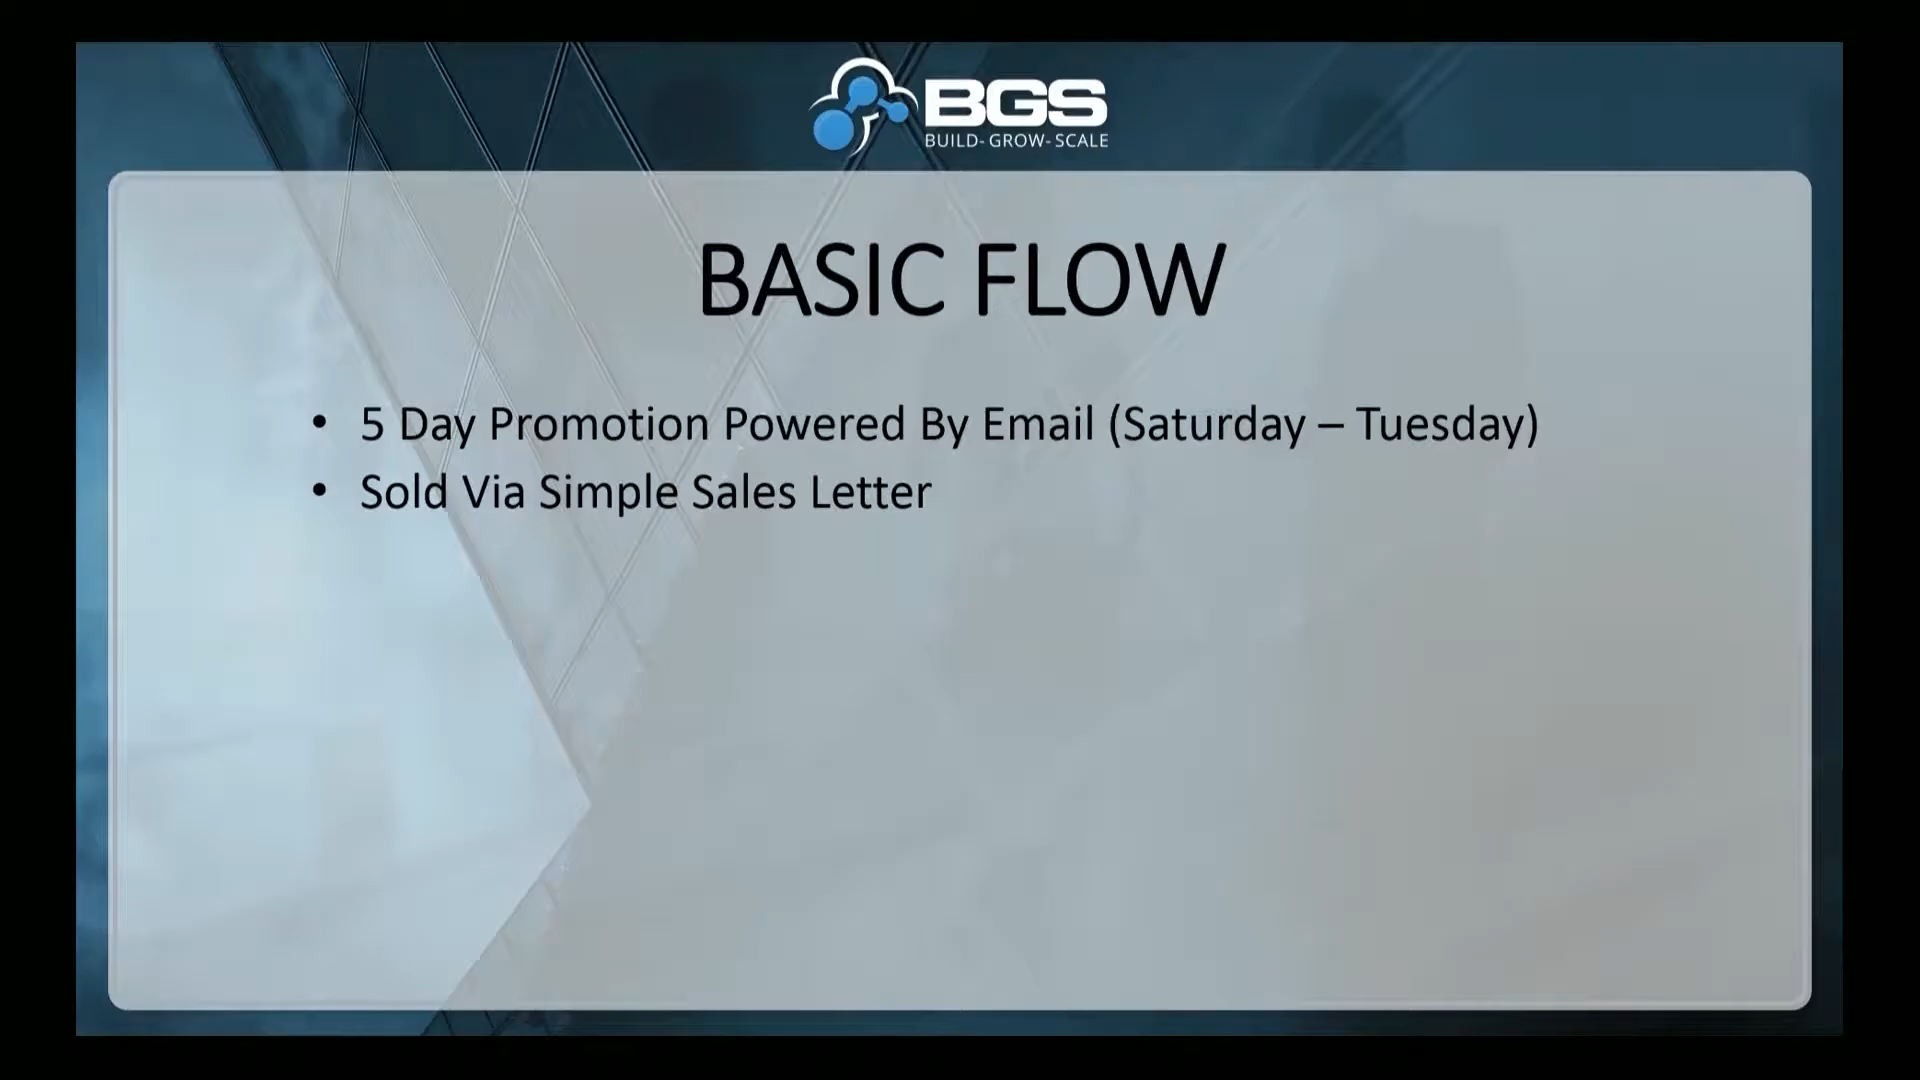 BGS
BUILD-GROW-SCALE
BASIC FLOW
• 5 Day Promotion Powered By Email (Saturday – Tuesday)
• Sold Via Simple Sales Letter